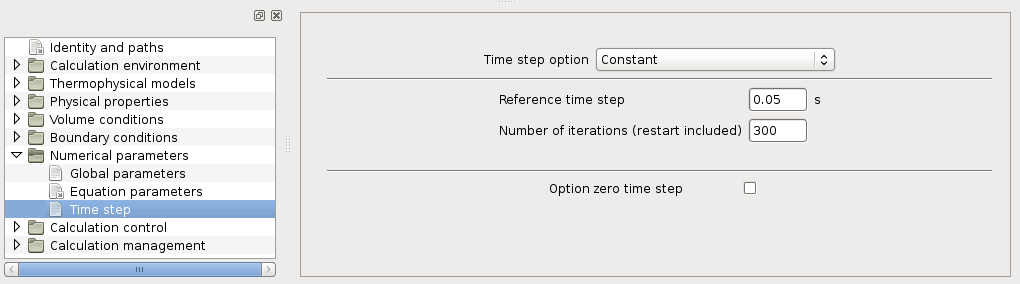 Identity and paths
Calculation environment
Thermophysical models
Physical properties
Volume conditions
Boundary conditions
Numerical parameters
Global parameters
Equation parameters
Time step
Calculation control
Calculation management
Time step option Constant
Reference time step 0.05 s
Number of iterations (restart included) 300
Option zero time step